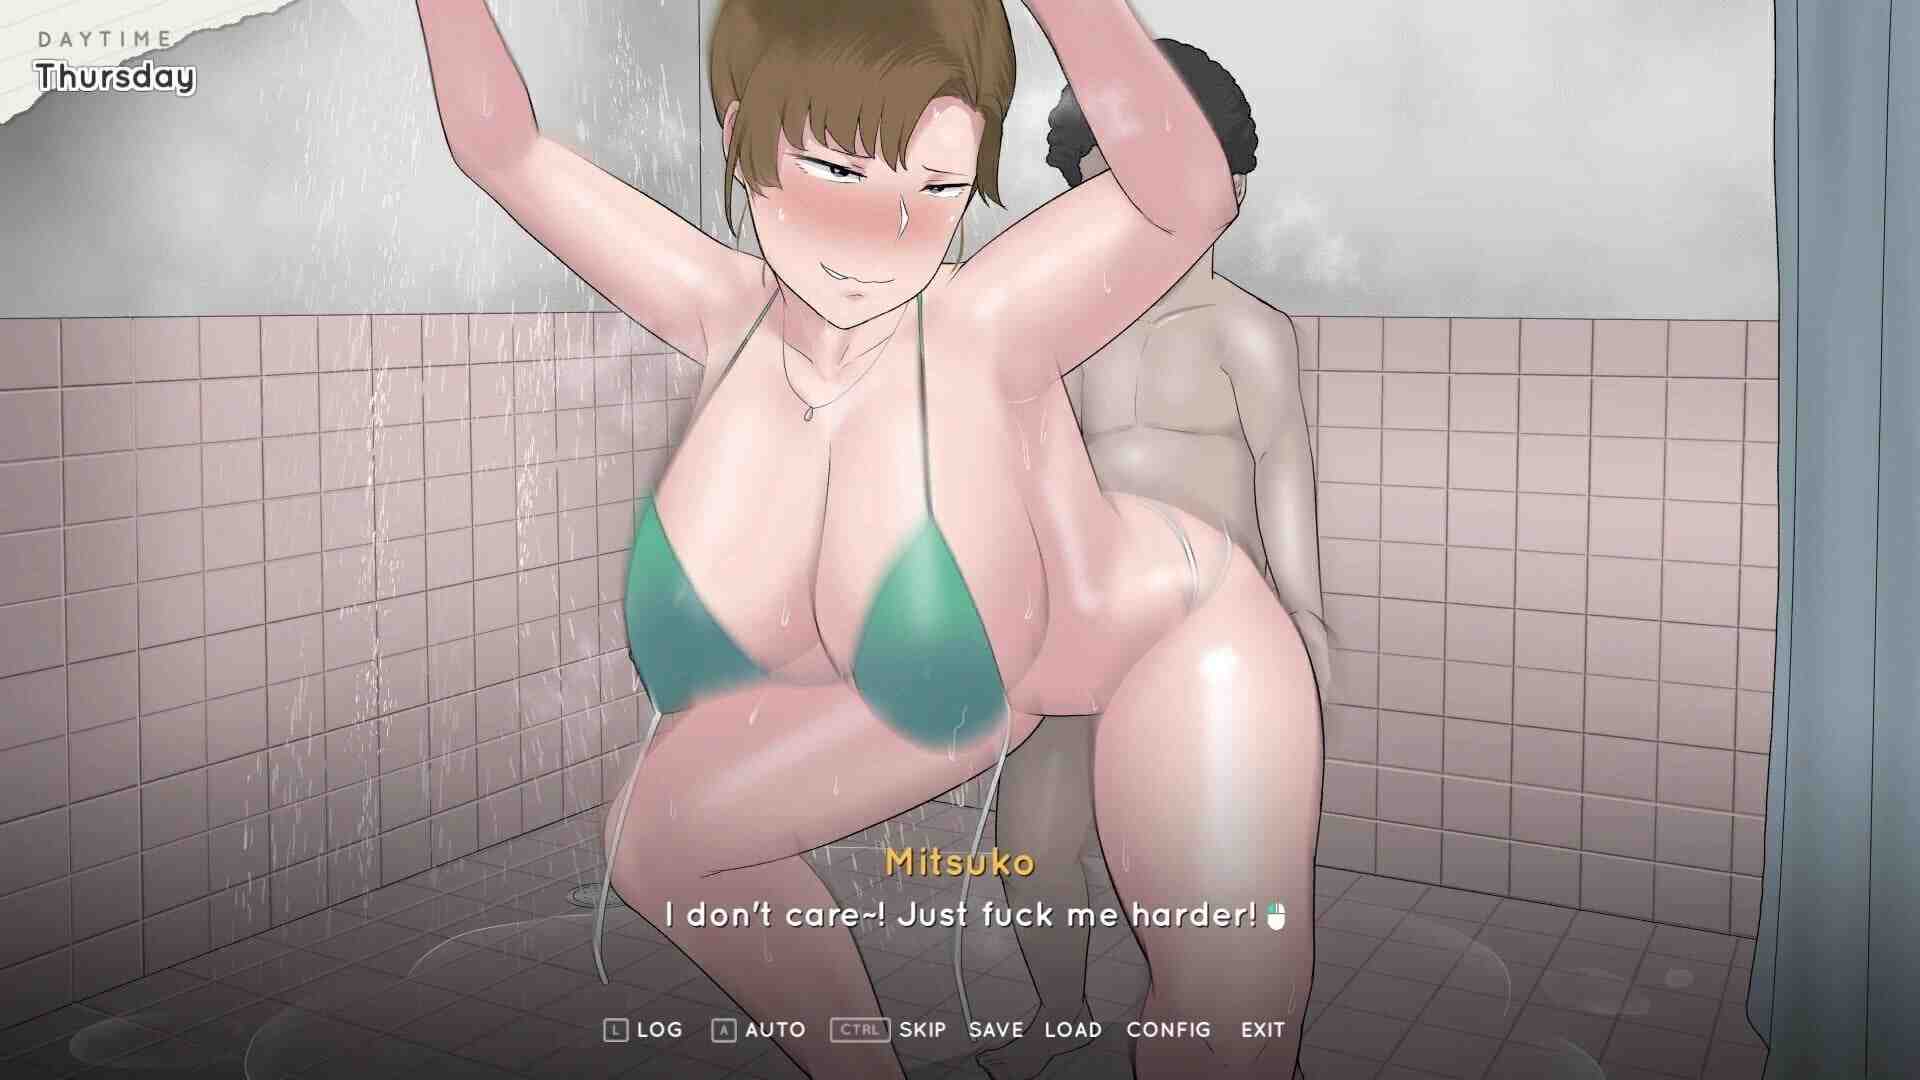 DAYTIME
Thursday
Mitsuko
I don't care~! Just fuck me harder!
L LOG A AUTO CTRL SKIP SAVE LOAD CONFIG EXIT